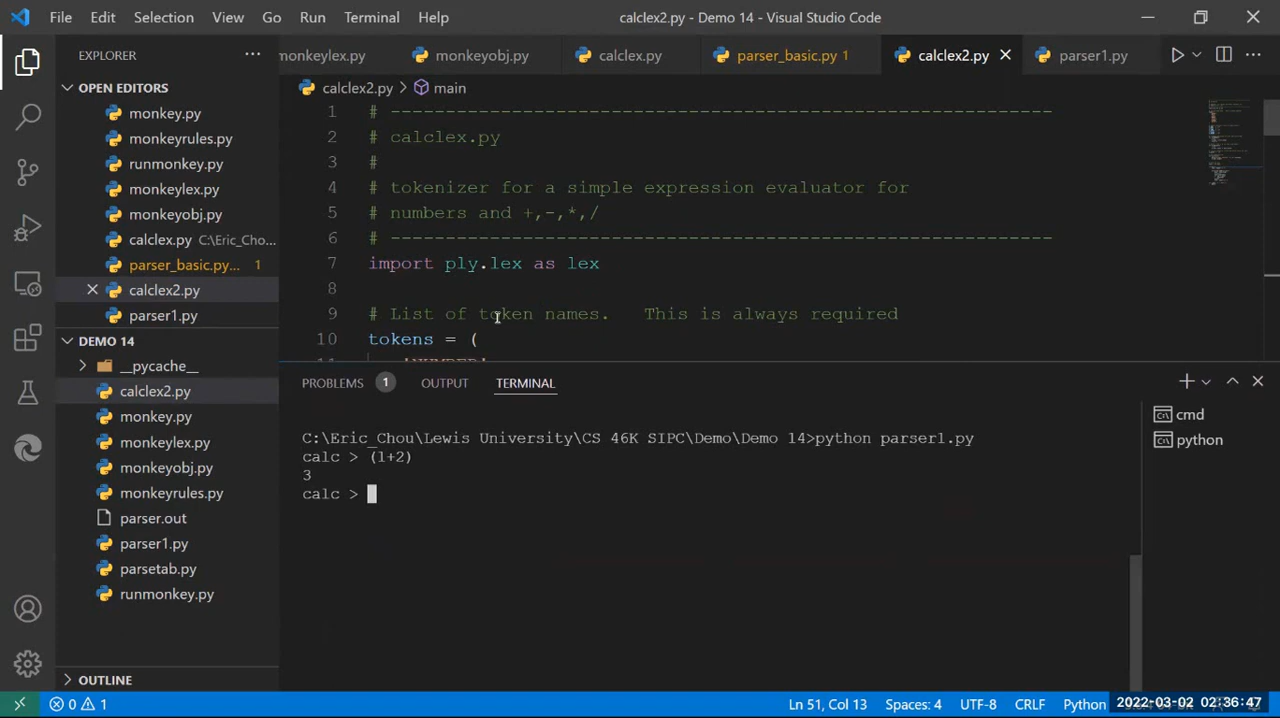 File Edit Selection View Go Run Terminal Help calclex2.py - Demo 14 - Visual Studio Code
EXPLORER
OPEN EDITORS
monkey.py
monkeyrules.py
runmonkey.py
monkeylex.py
monkeyobj.py
calclex.py C:\Eric_Cho...
parser_basic.py... 1
calclex2.py
parser1.py
DEMO 14
__pycache__
calclex2.py
monkey.py
monkeylex.py
monkeyobj.py
monkeyrules.py
parser.out
parser1.py
parsetab.py
runmonkey.py
OUTLINE
monkeylex.py monkeyobj.py calclex.py parser_basic.py 1 calclex2.py parser1.py
calclex2.py > main
1 # ------------------------------------------------------------
2 # calclex.py
3 #
4 # tokenizer for a simple expression evaluator for
5 # numbers and +,-,*,/
6 # ------------------------------------------------------------
7 import ply.lex as lex
8
9 # List of token names. This is always required
10 tokens = (
11 'NUMBER'
PROBLEMS 1 OUTPUT TERMINAL
C:\Eric_Chou\Lewis University\CS 46K SIPC\Demo\Demo 14>python parser1.py
calc > (1+2)
3
calc >
cmd
python
0 1 Ln 51, Col 13 Spaces: 4 UTF-8 CRLF Python 2022-03-02 02:36:47